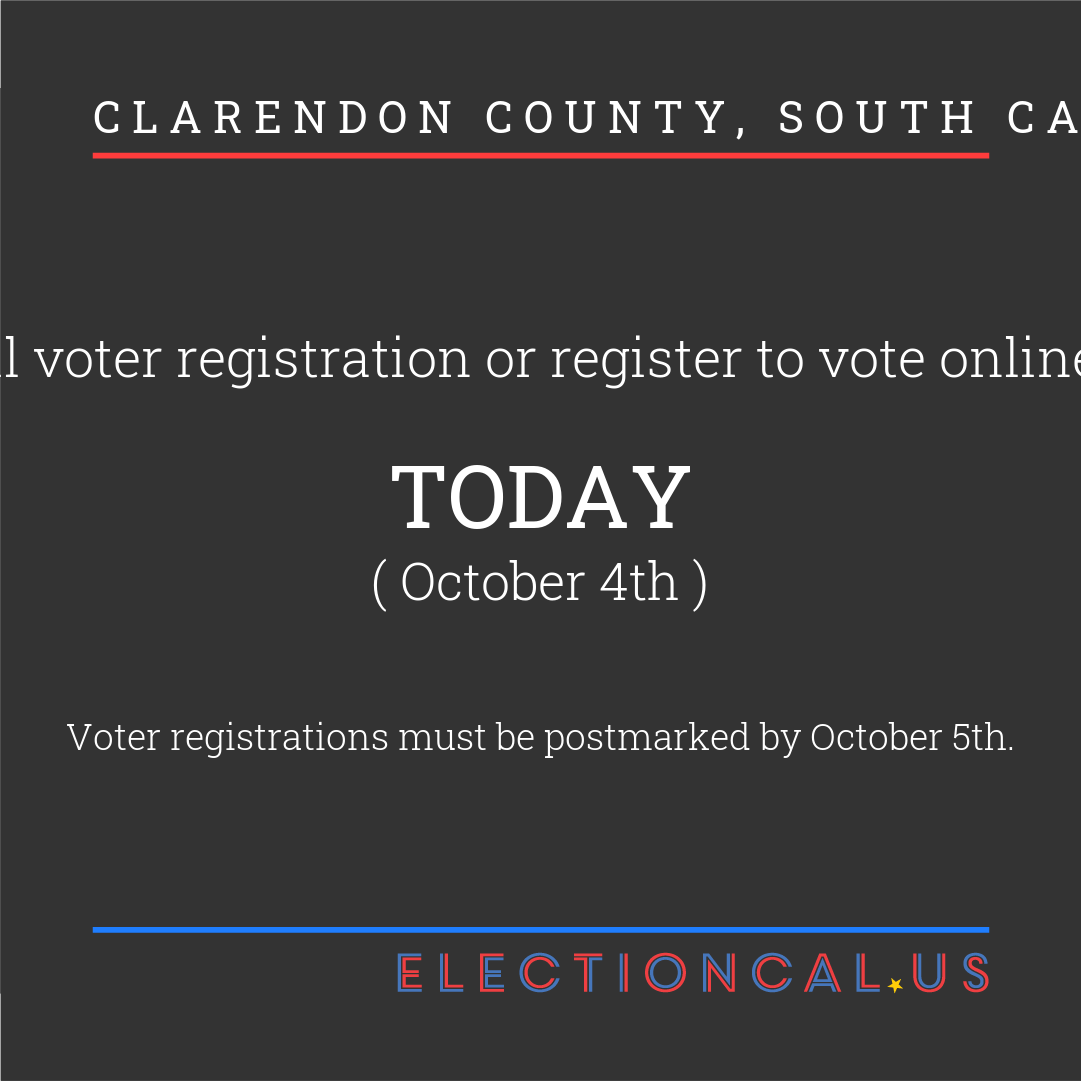 CLARENDON COUNTY, SOUTH CA
l voter registration or register to vote online
TODAY
( October 4th )
Voter registrations must be postmarked by October 5th.
ELECTIONCAL.US